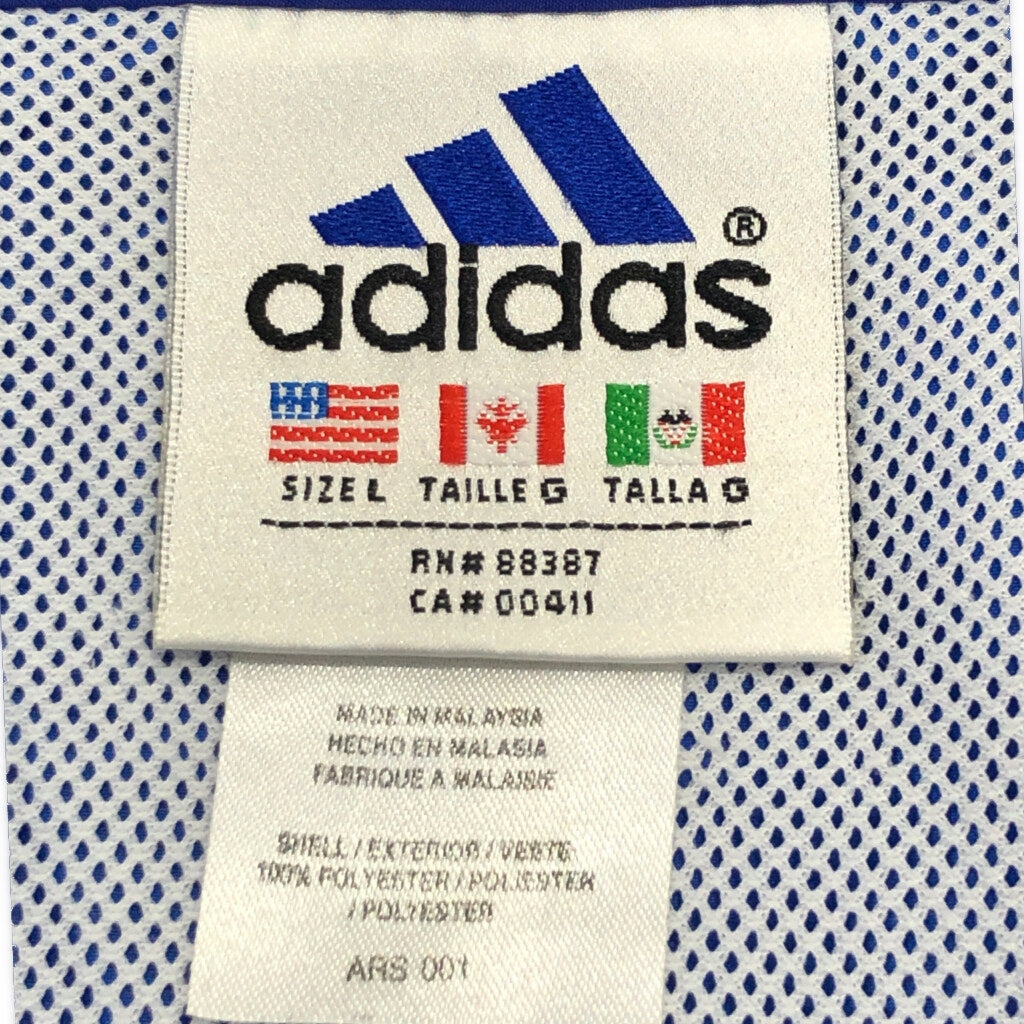 adidas®
SIZE L TAILLE G TALLA G
RN# 88387
CA# 00411
MADE IN MALAYSIA
HECHO EN MALASIA
FABRIQUE A MALAISIE
SHELL / EXTERIOR / VESTE:
100% POLYESTER / POLIESTER
/ POLYESTER
ARS 001